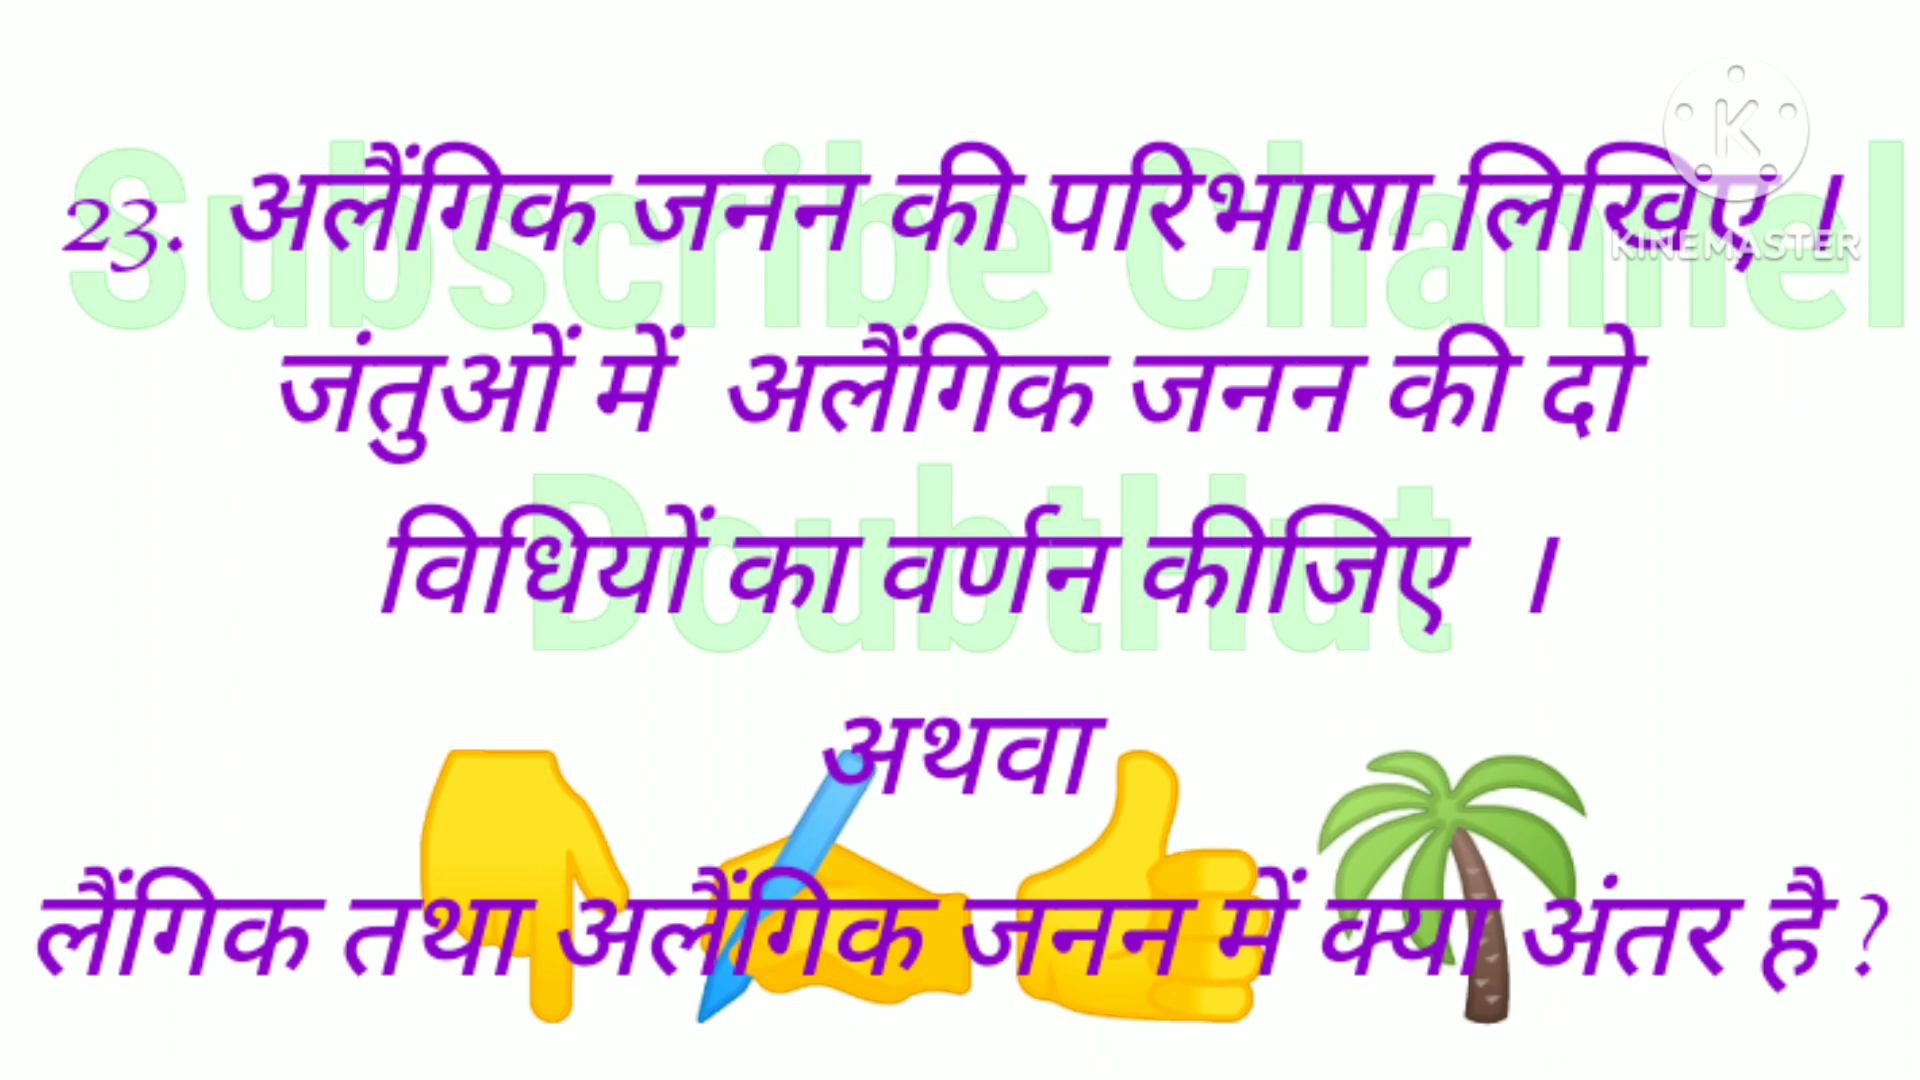 23. अलैंगिक जनन की परिभाषा लिखिए ।
KINEMASTER
Subscribe Channel
जंतुओं में अलैंगिक जनन की दो
विधियों का वर्णन कीजिए ।
DoubtHut
अथवा
लैंगिक तथा अलैंगिक जनन में क्या अंतर है ?